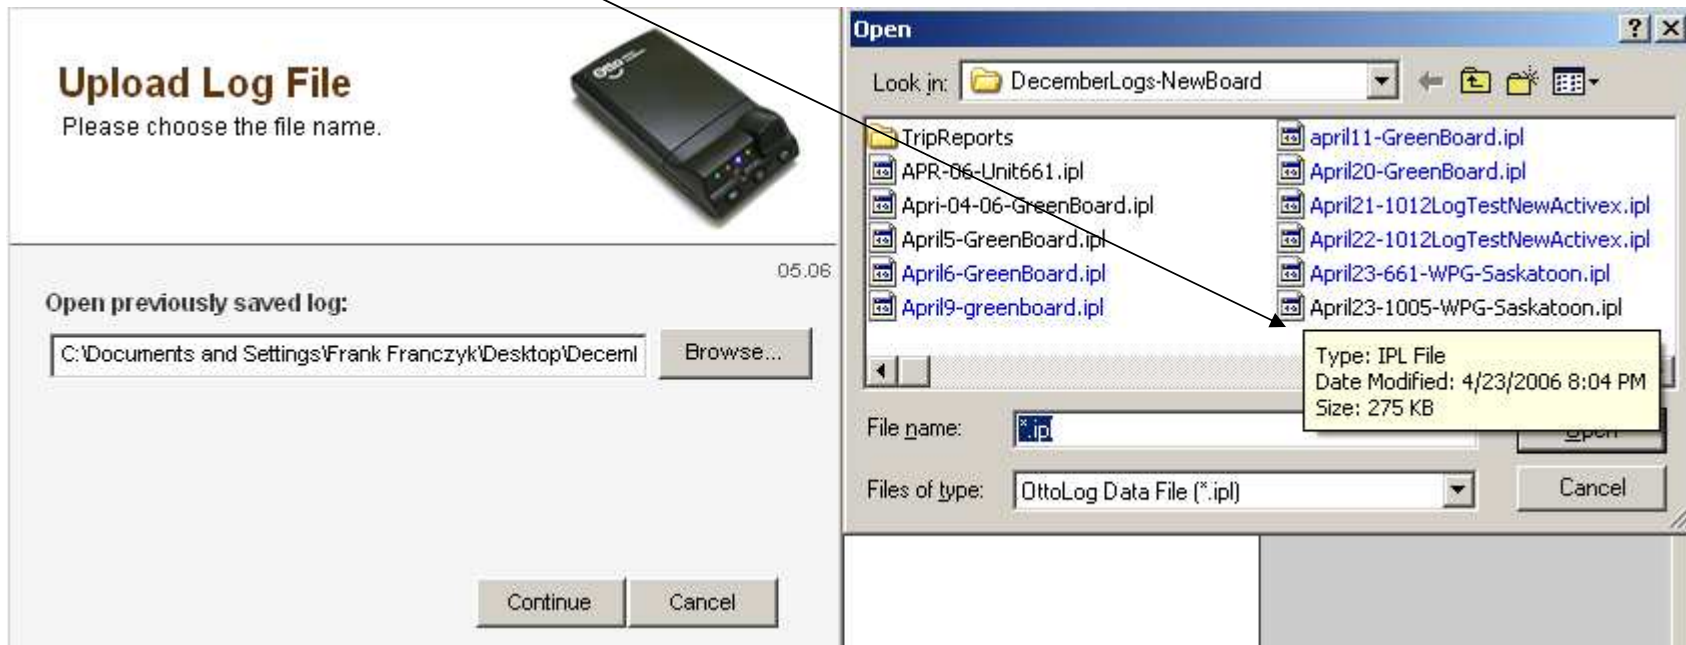 Upload Log File
Please choose the file name.
Otto
05.06
Open previously saved log:
C:\Documents and Settings\Frank Franczyk\Desktop\Decemb
Browse...
Continue
Cancel
Open
Look in:
DecemberLogs-NewBoard
TripReports
APR-06-Unit661.ipl
Apri-04-06-GreenBoard.ipl
April5-GreenBoard.ipl
April6-GreenBoard.ipl
April9-greenboard.ipl
april11-GreenBoard.ipl
April20-GreenBoard.ipl
April21-1012LogTestNewActivex.ipl
April22-1012LogTestNewActivex.ipl
April23-661-WPG-Saskatoon.ipl
April23-1005-WPG-Saskatoon.ipl
Type: IPL File
Date Modified: 4/23/2006 8:04 PM
Size: 275 KB
File name:
*.ipl
Open
Files of type:
OttoLog Data File (*.ipl)
Cancel